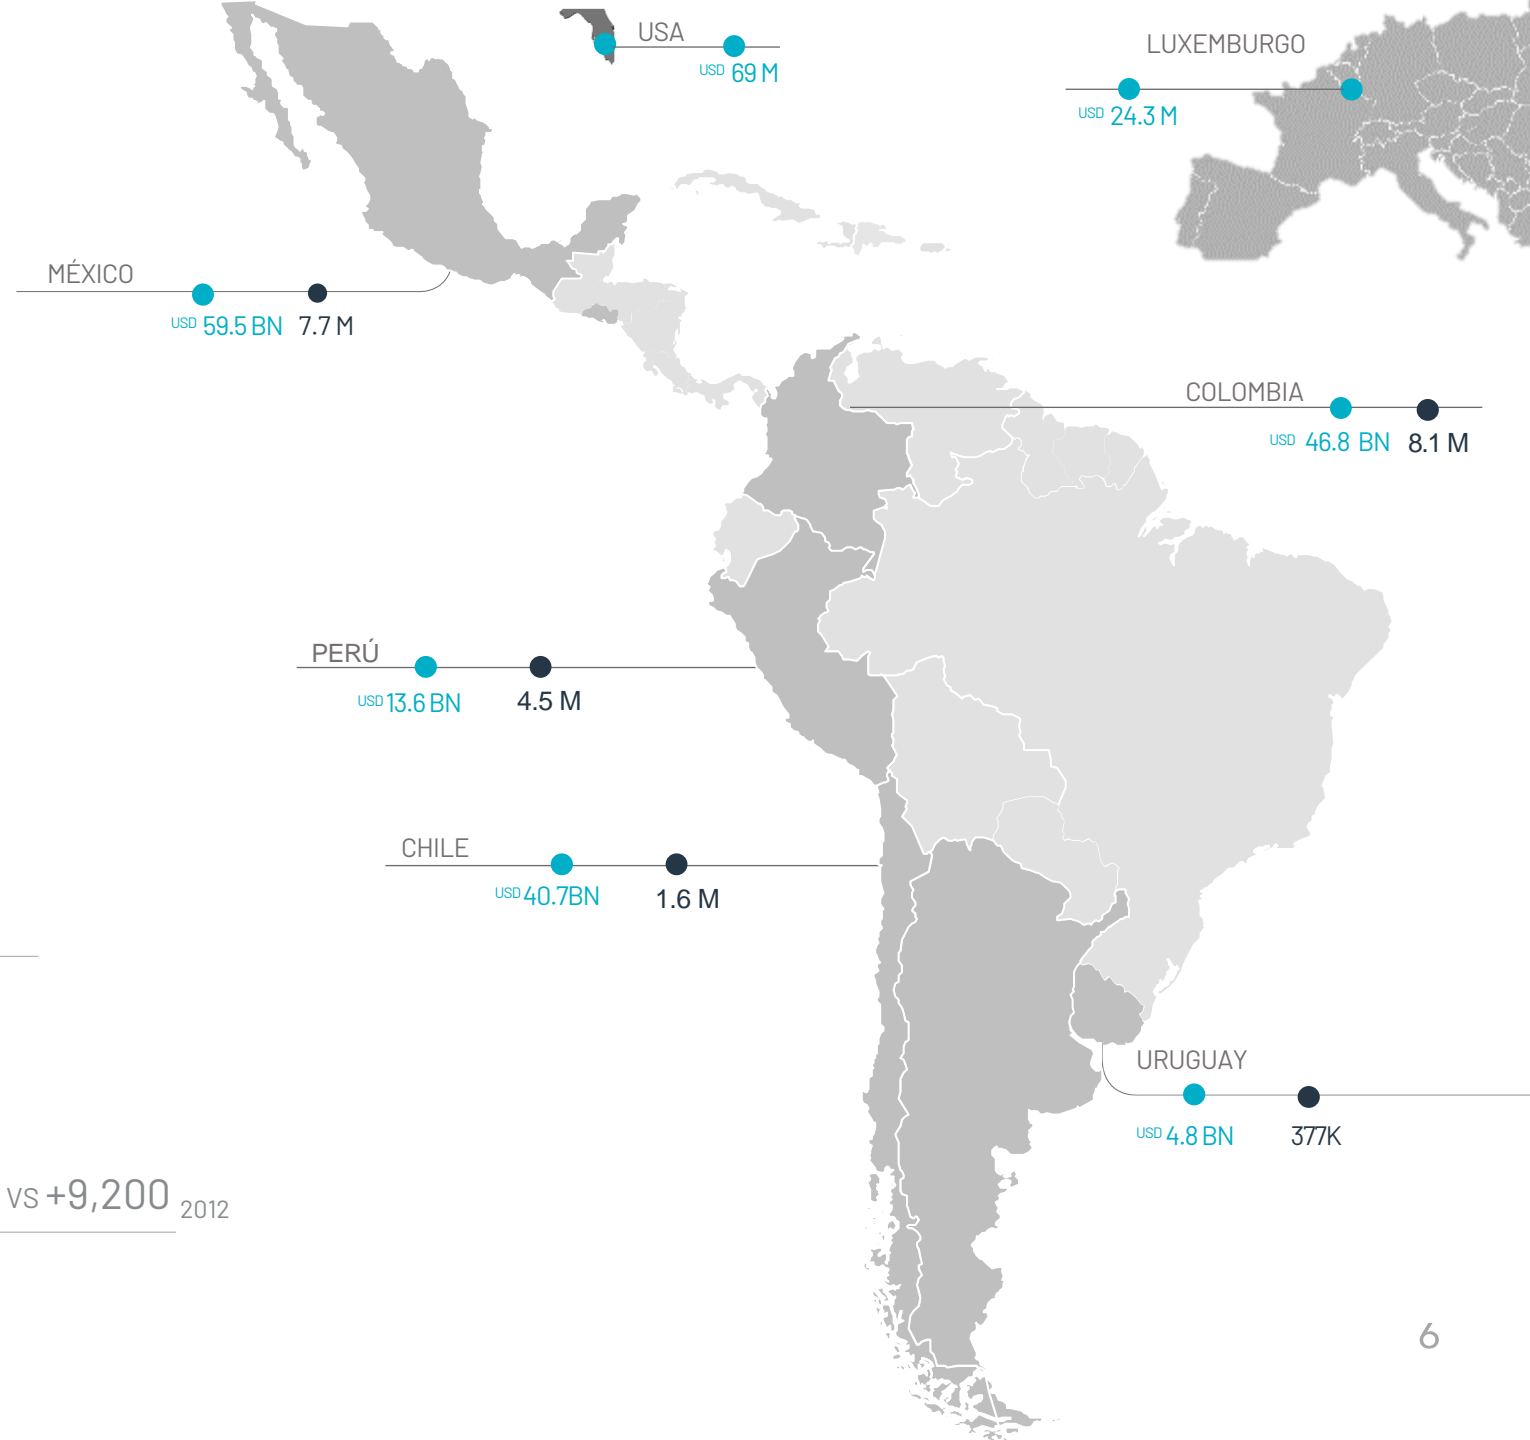 USA
USD 69 M
LUXEMBURGO
USD 24.3 M
MÉXICO
USD 59.5 BN 7.7 M
COLOMBIA
USD 46.8 BN 8.1 M
PERÚ
USD 13.6 BN 4.5 M
CHILE
USD 40.7BN 1.6 M
URUGUAY
USD 4.8 BN 377K
VS +9,200 2012
6